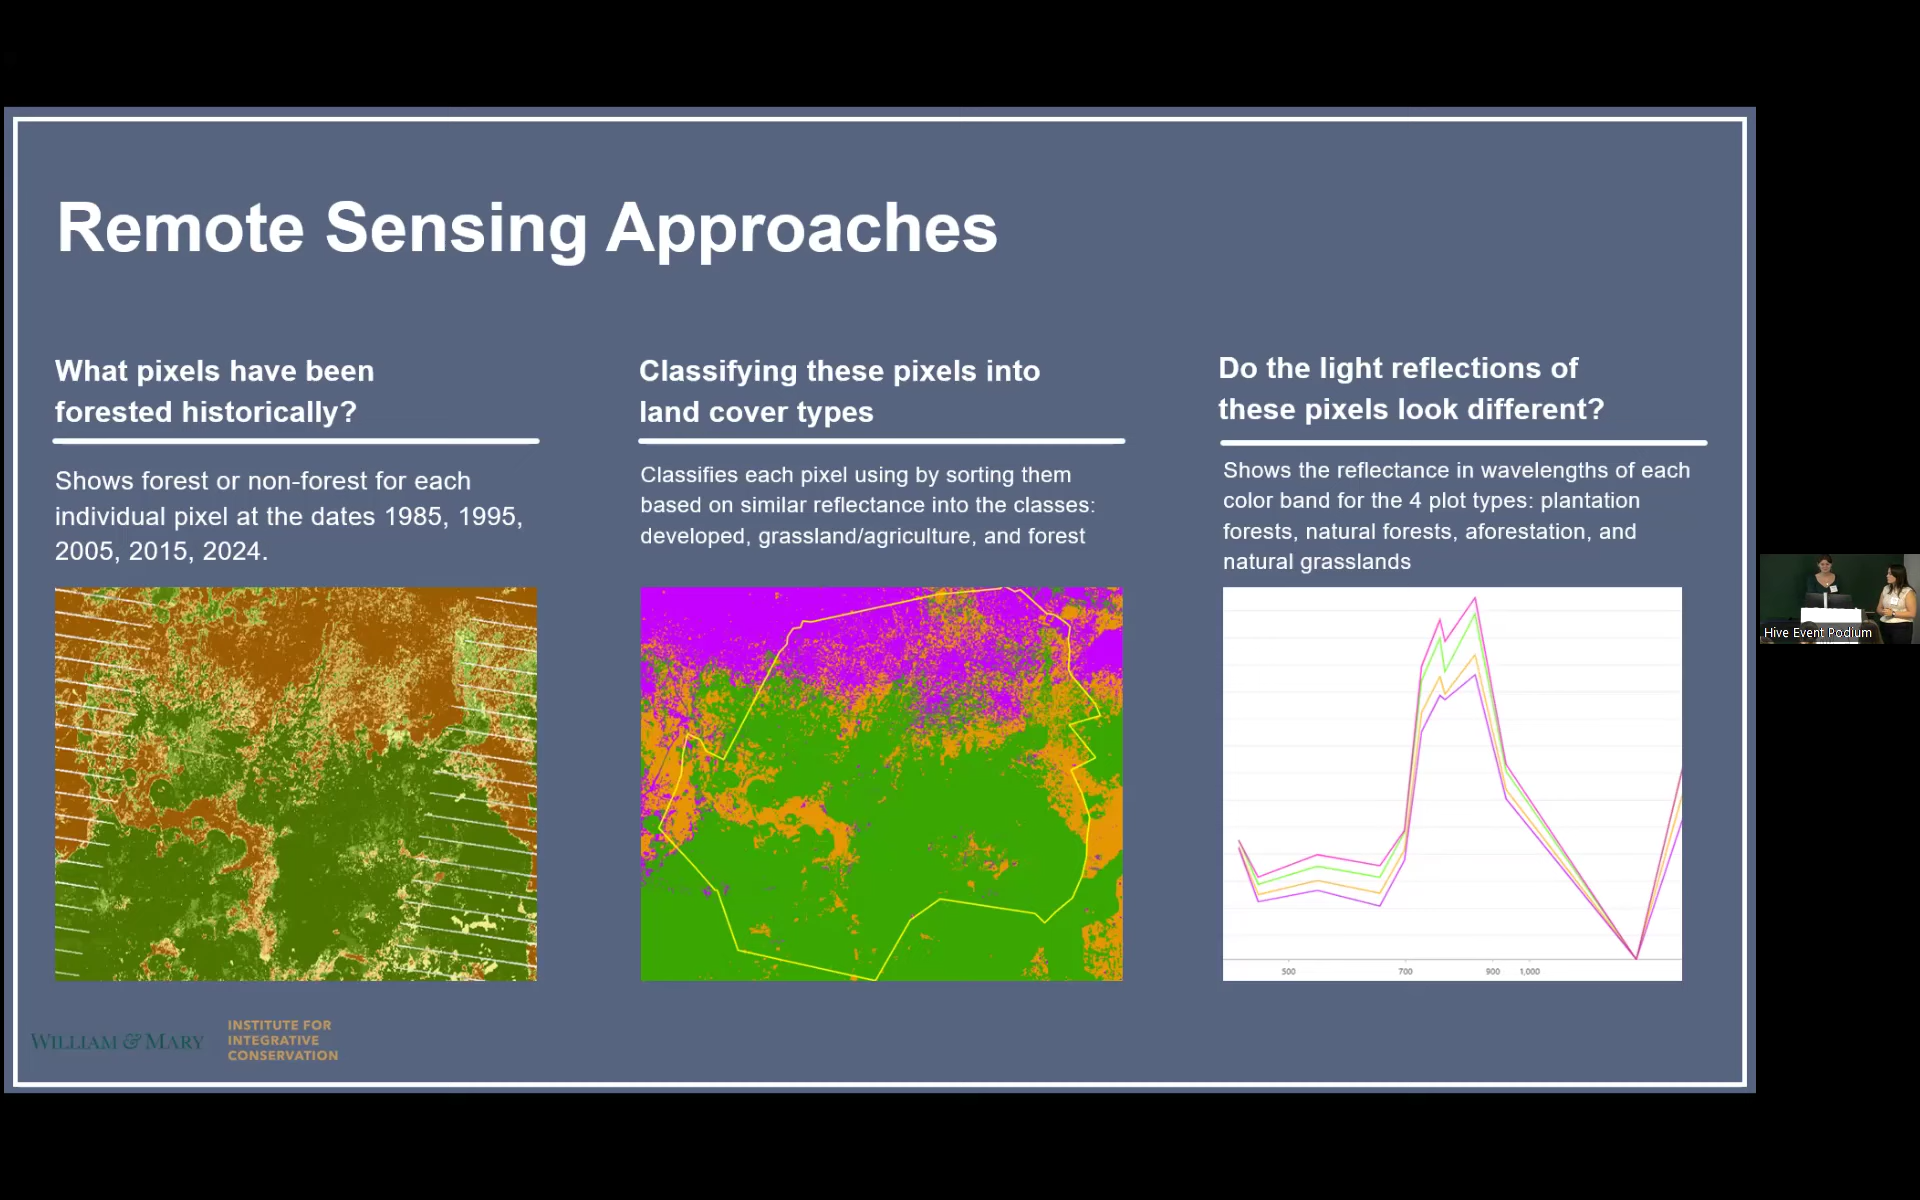 Remote Sensing Approaches
What pixels have been
forested historically?
Shows forest or non-forest for each
individual pixel at the dates 1985, 1995,
2005, 2015, 2024.
Classifying these pixels into
land cover types
Classifies each pixel using by sorting them
based on similar reflectance into the classes:
developed, grassland/agriculture, and forest
Do the light reflections of
these pixels look different?
Shows the reflectance in wavelengths of each
color band for the 4 plot types: plantation
forests, natural forests, aforestation, and
natural grasslands
500 700 900 1,000
WILLIAM & MARY
INSTITUTE FOR
INTEGRATIVE
CONSERVATION
Hive Event Podium